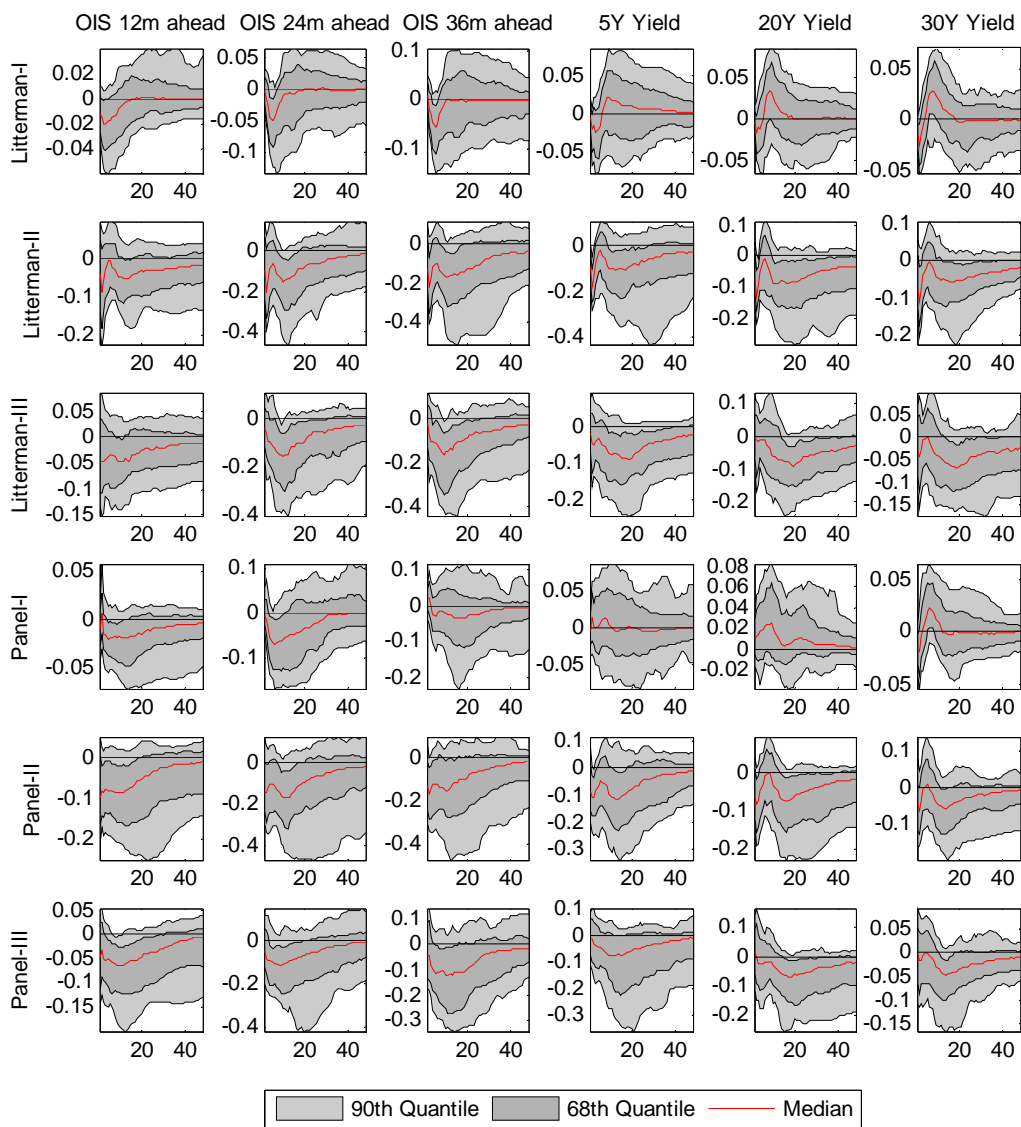 OIS 12m ahead OIS 24m ahead OIS 36m ahead 5Y Yield 20Y Yield 30Y Yield
Litterman-I
0.02 0 -0.02 -0.04 20 40
0.05 0 -0.05 -0.1 20 40
0.1 0 -0.1 20 40
0.05 0 -0.05 20 40
0.05 0 -0.05 20 40
0.05 0 -0.05 20 40
Litterman-II
0 -0.1 -0.2 20 40
0 -0.2 -0.4 20 40
0 -0.2 -0.4 20 40
0 -0.2 -0.4 20 40
0.1 0 -0.1 -0.2 20 40
0.1 0 -0.1 -0.2 20 40
Litterman-III
0.05 0 -0.05 -0.1 -0.15 20 40
0 -0.2 -0.4 20 40
0 -0.2 -0.4 20 40
0.1 0 -0.1 -0.2 20 40
0.1 0 -0.1 -0.2 20 40
0.1 0.05 0 -0.05 -0.1 -0.15 20 40
Panel-I
0.05 0 -0.05 20 40
0.1 0 -0.1 20 40
0.1 0 -0.1 -0.2 20 40
0.05 0 -0.05 20 40
0.08 0.06 0.04 0.02 0 -0.02 20 40
0.05 0 -0.05 20 40
Panel-II
0 -0.1 -0.2 20 40
0 -0.2 -0.4 20 40
0 -0.2 -0.4 20 40
0.1 0 -0.1 -0.2 -0.3 20 40
0.1 0 -0.1 -0.2 20 40
0.1 0 -0.1 20 40
Panel-III
0.05 0 -0.05 -0.1 -0.15 20 40
0 -0.2 -0.4 20 40
0.1 0 -0.1 -0.2 -0.3 20 40
0.1 0 -0.1 -0.2 -0.3 20 40
0.1 0 -0.1 -0.2 20 40
0.05 0 -0.05 -0.1 -0.15 20 40
90th Quantile 68th Quantile Median